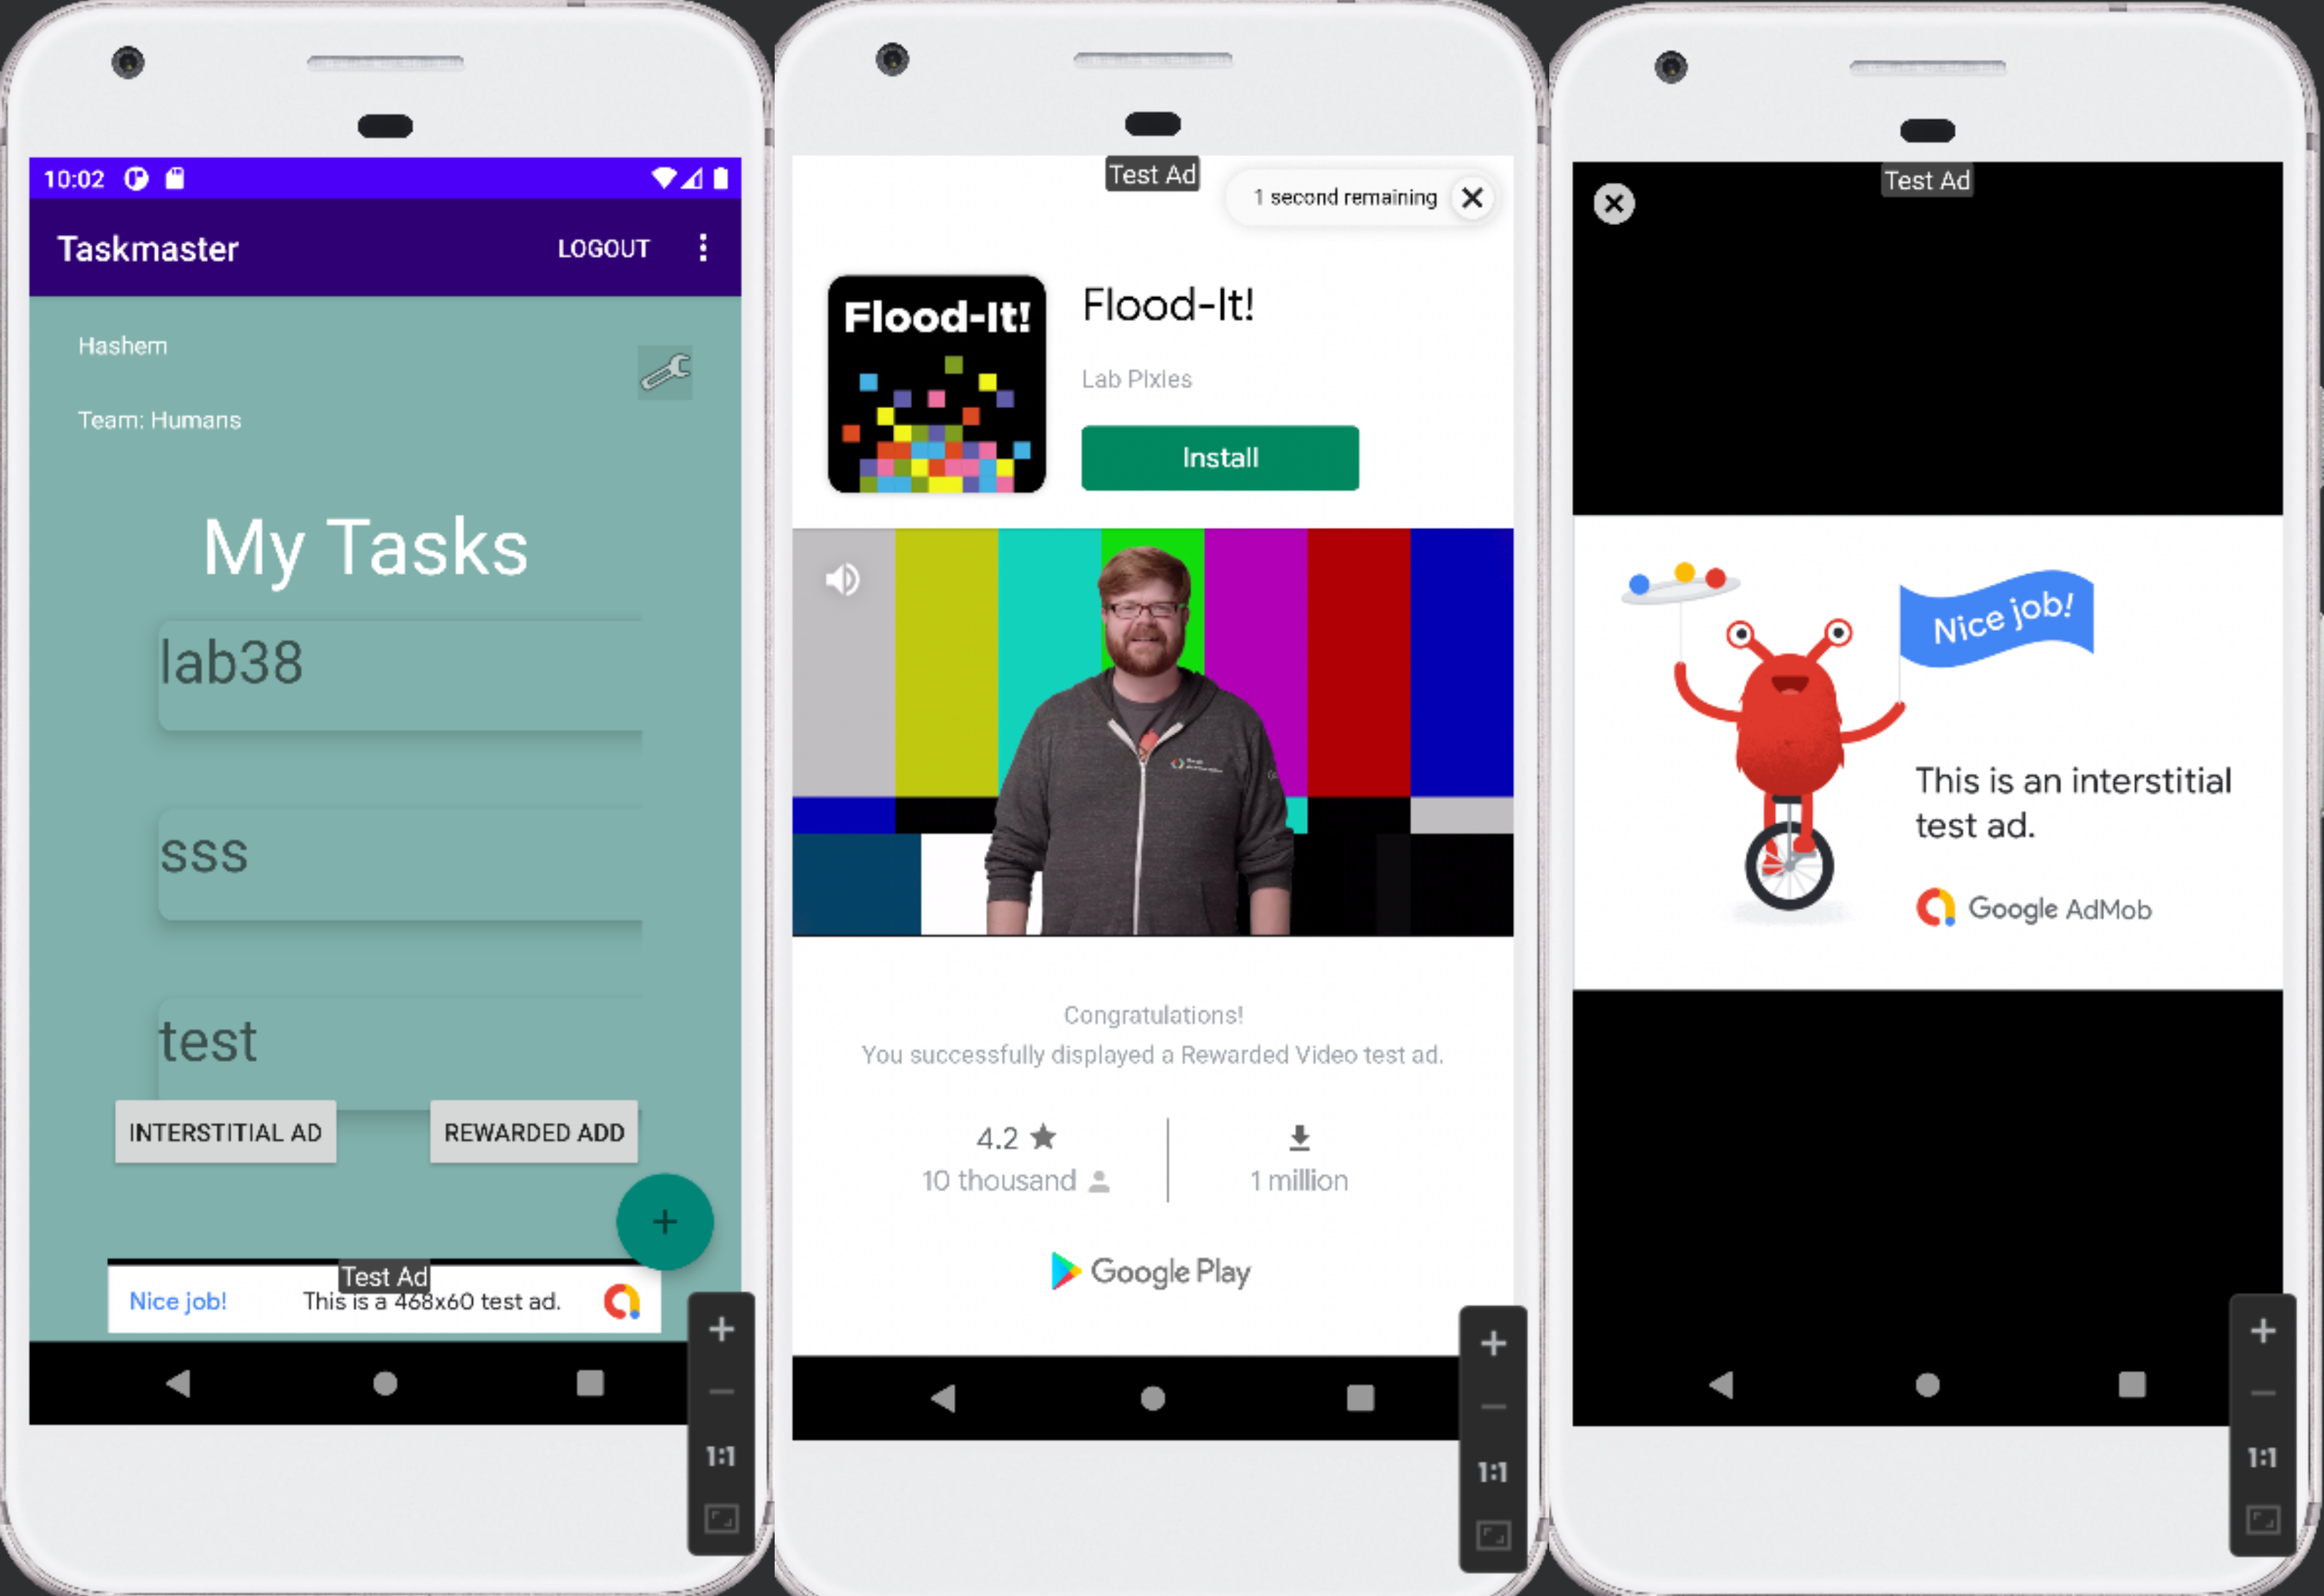 10:02
Taskmaster
LOGOUT
Hashem
Team: Humans
My Tasks
lab38
sss
test
INTERSTITIAL AD
REWARDED ADD
+
Test Ad
Nice job!
This is a 468x60 test ad.
1:1
Test Ad
1 second remaining
Flood-It!
Flood-It!
Lab Pixies
Install
Congratulations!
You successfully displayed a Rewarded Video test ad.
4.2
10 thousand
1 million
Google Play
1:1
Test Ad
Nice job!
This is an interstitial
test ad.
Google AdMob
1:1